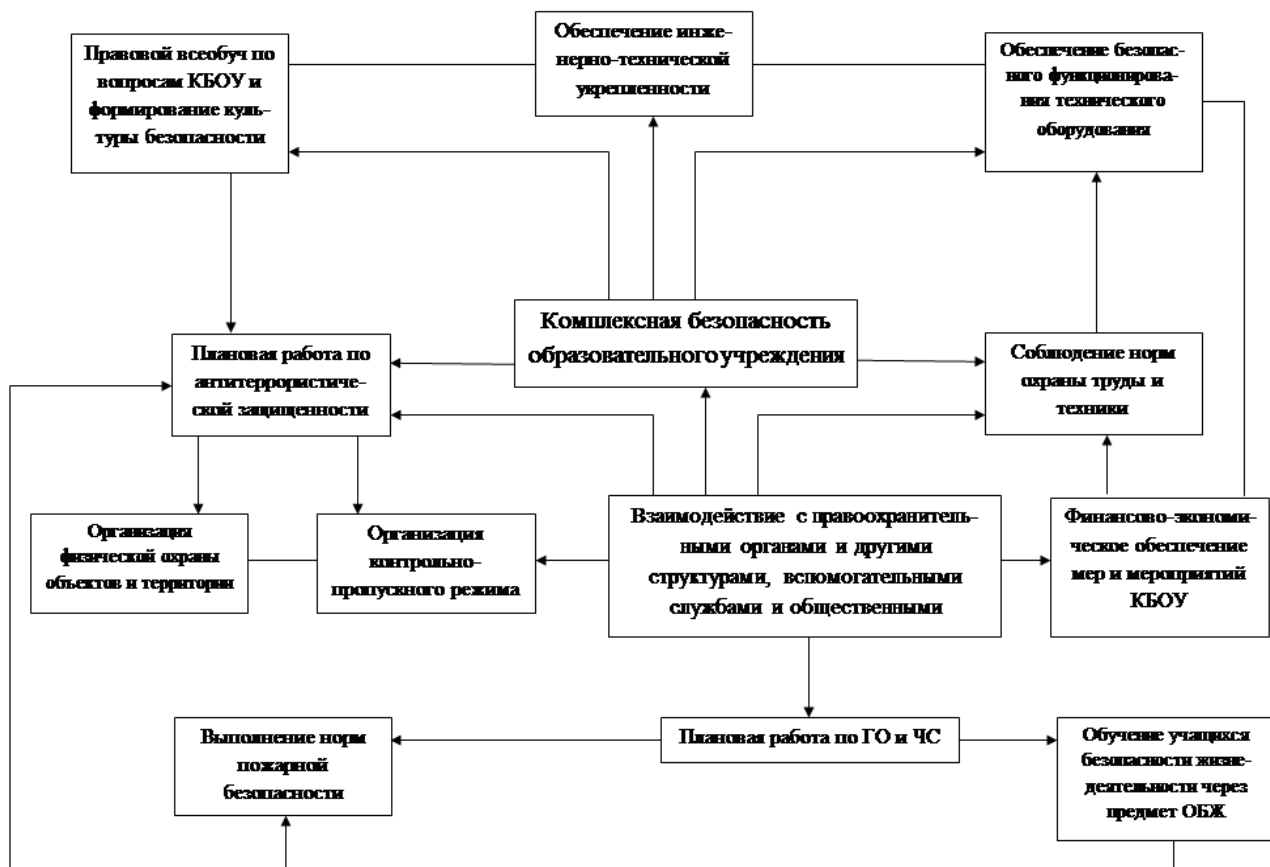 Правовой всеобуч по
вопросам КБОУ и
формирование куль-
туры безопасности
Обеспечение инже-
нерно-технической
укрепленности
Обеспечение безопас-
ного функционирова-
ния технического
оборудования
Комплексная безопасность
образовательного учреждения
Плановая работа по
антитеррористиче-
ской защищенности
Соблюдение норм
охраны труды и
техники
Организация
физической охраны
объектов и территории
Организация
контрольно-
пропускного режима
Взаимодействие с правоохранитель-
ными органами и другими
структурами, вспомогательными
службами и общественными
Финансово-экономи-
ческое обеспечение
мер и мероприятий
КБОУ
Выполнение норм
пожарной
безопасности
Плановая работа по ГО и ЧС
Обучение учащихся
безопасности жизне-
деятельности через
предмет ОБЖ